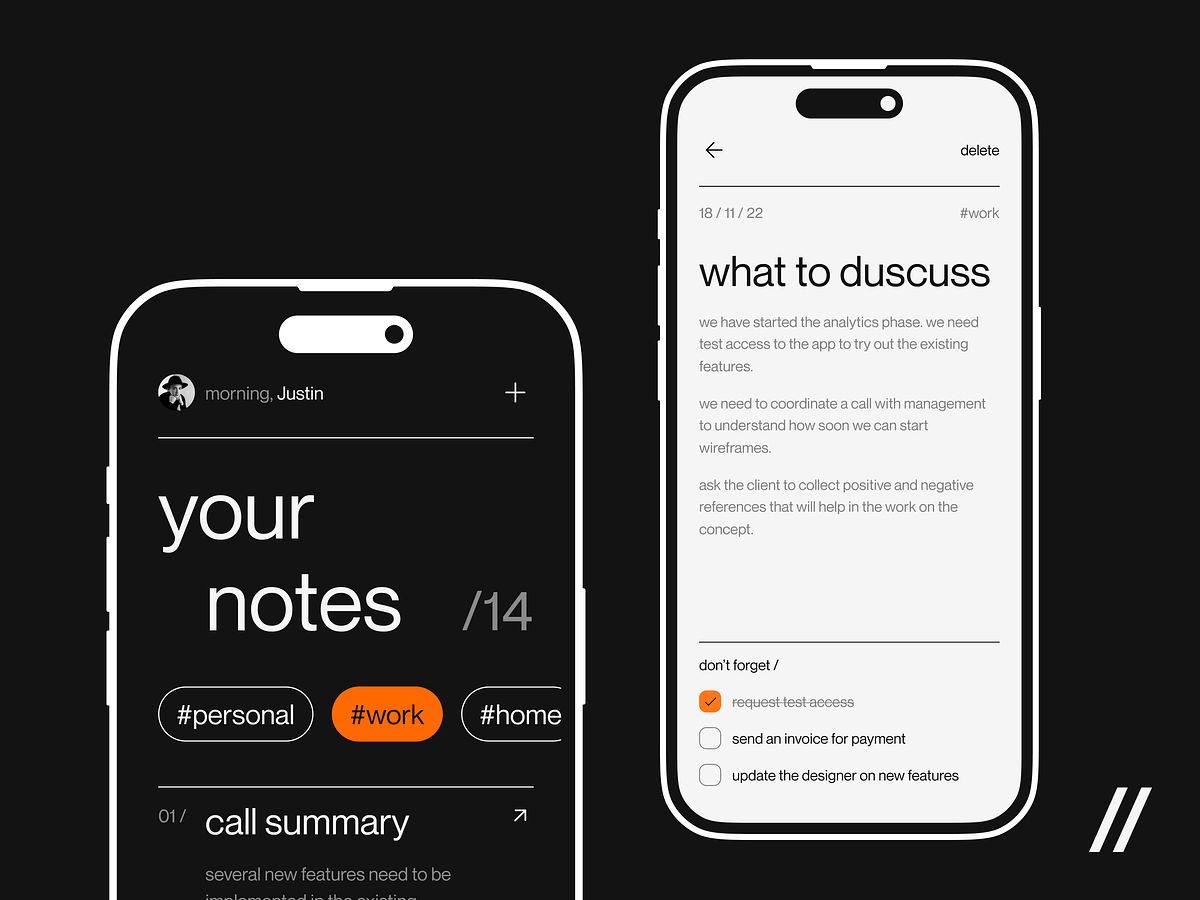 morning, Justin
your
notes /14
#personal #work #home
01 / call summary
several new features need to be
implemented in the existing
delete
18 / 11 / 22 #work
what to duscuss
we have started the analytics phase. we need
test access to the app to try out the existing
features.
we need to coordinate a call with management
to understand how soon we can start
wireframes.
ask the client to collect positive and negative
references that will help in the work on the
concept.
don't forget /
request test access
send an invoice for payment
update the designer on new features